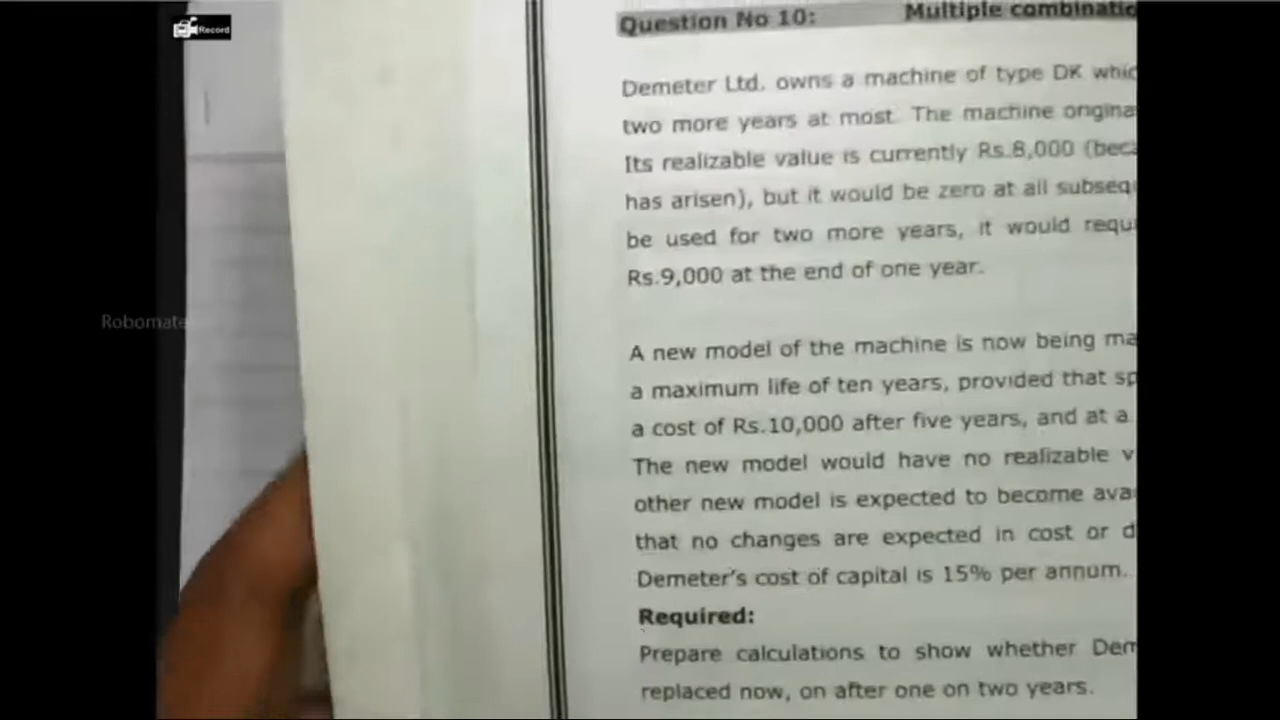 Record
Question No 10: Multiple combinatio
Demeter Ltd. owns a machine of type DK whic
two more years at most. The machine origina
Its realizable value is currently Rs.8,000 (beca
has arisen), but it would be zero at all subsequ
be used for two more years, it would requi
Rs.9,000 at the end of one year.
A new model of the machine is now being ma
a maximum life of ten years, provided that sp
a cost of Rs.10,000 after five years, and at a
The new model would have no realizable v
other new model is expected to become ava
that no changes are expected in cost or d
Demeter's cost of capital is 15% per annum.
Required:
Prepare calculations to show whether Dem
replaced now, on after one on two years.
Robomate